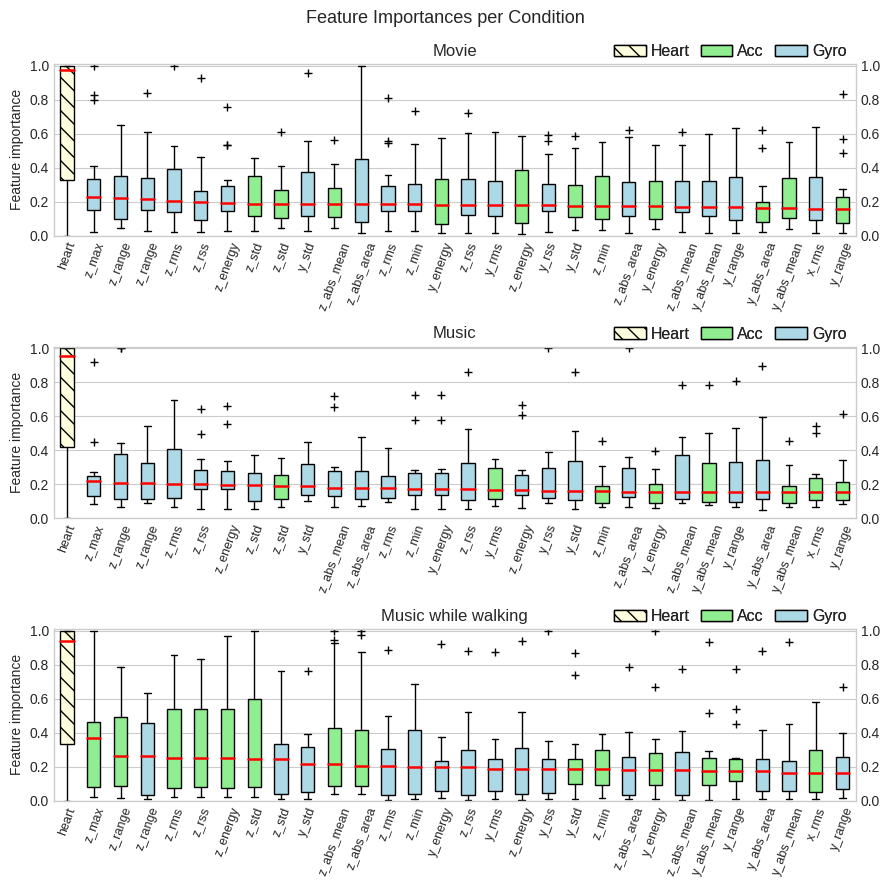 Feature Importances per Condition
Movie
Heart Acc Gyro
Feature importance
1.0 1.0
0.8 0.8
0.6 0.6
0.4 0.4
0.2 0.2
0.0 0.0
heart z_max z_range z_range z_rms z_rss z_energy z_std z_std y_std z_abs_mean z_abs_area z_rms z_min y_energy z_rss y_rms z_energy y_rss y_std z_min z_abs_area y_energy z_abs_mean y_abs_mean y_range y_abs_area y_abs_mean x_rms y_range
Music
Heart Acc Gyro
Feature importance
1.0 1.0
0.8 0.8
0.6 0.6
0.4 0.4
0.2 0.2
0.0 0.0
heart z_max z_range z_range z_rms z_rss z_energy z_std z_std y_std z_abs_mean z_abs_area z_rms z_min y_energy z_rss y_rms z_energy y_rss y_std z_min z_abs_area y_energy z_abs_mean y_abs_mean y_range y_abs_area y_abs_mean x_rms y_range
Music while walking
Heart Acc Gyro
Feature importance
1.0 1.0
0.8 0.8
0.6 0.6
0.4 0.4
0.2 0.2
0.0 0.0
heart z_max z_range z_range z_rms z_rss z_energy z_std z_std y_std z_abs_mean z_abs_area z_rms z_min y_energy z_rss y_rms z_energy y_rss y_std z_min z_abs_area y_energy z_abs_mean y_abs_mean y_range y_abs_area y_abs_mean x_rms y_range